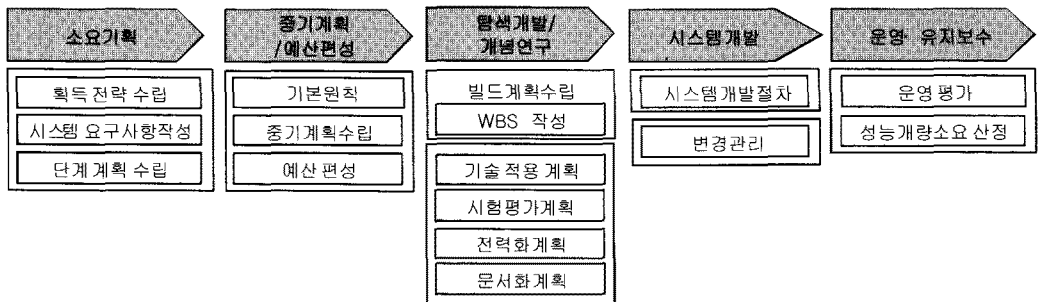 소요기획
획득 전략 수립
시스템 요구사항작성
단계 계획 수립
중기계획
/예산편성
기본원칙
중기계획수립
예산 편성
탐색개발/
개념연구
빌드계획수립
WBS 작성
기술 적용 계획
시험평가계획
전력화계획
문서화계획
시스템개발
시스템개발절차
변경관리
운영· 유지보수
운영 평가
성능개량소요 산정